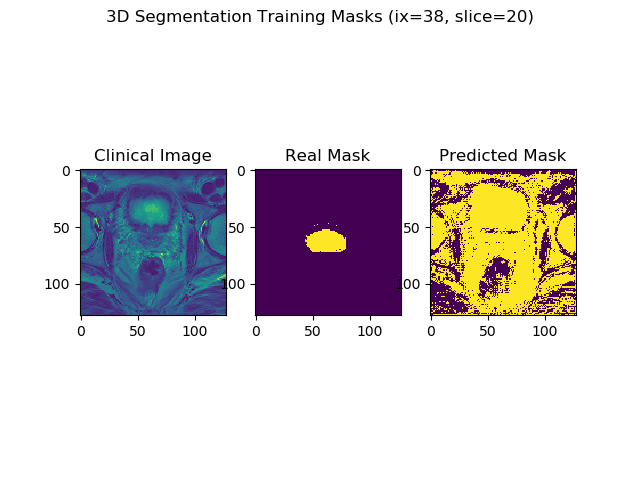 3D Segmentation Training Masks (ix=38, slice=20)
Clinical Image Real Mask Predicted Mask
0 0 0
50 50 50
100 100 100
0 50 100 0 50 100 0 50 100